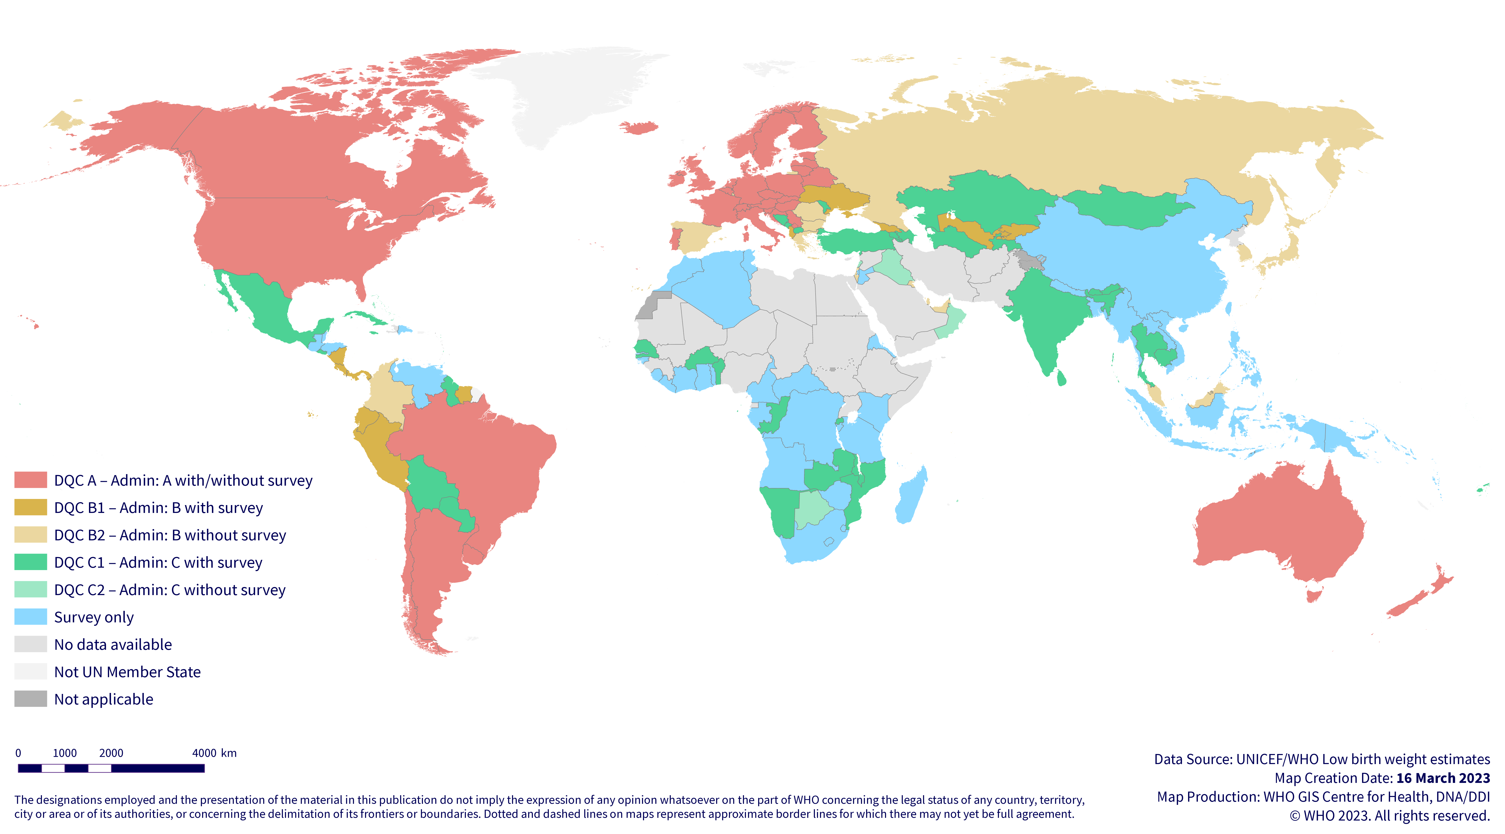 DQC A – Admin: A with/without survey
DQC B1 – Admin: B with survey
DQC B2 – Admin: B without survey
DQC C1 – Admin: C with survey
DQC C2 – Admin: C without survey
Survey only
No data available
Not UN Member State
Not applicable
0 1000 2000 4000 km
Data Source: UNICEF/WHO Low birth weight estimates
Map Creation Date: 16 March 2023
Map Production: WHO GIS Centre for Health, DNA/DDI
© WHO 2023. All rights reserved.
The designations employed and the presentation of the material in this publication do not imply the expression of any opinion whatsoever on the part of WHO concerning the legal status of any country, territory,
city or area or of its authorities, or concerning the delimitation of its frontiers or boundaries. Dotted and dashed lines on maps represent approximate border lines for which there may not yet be full agreement.